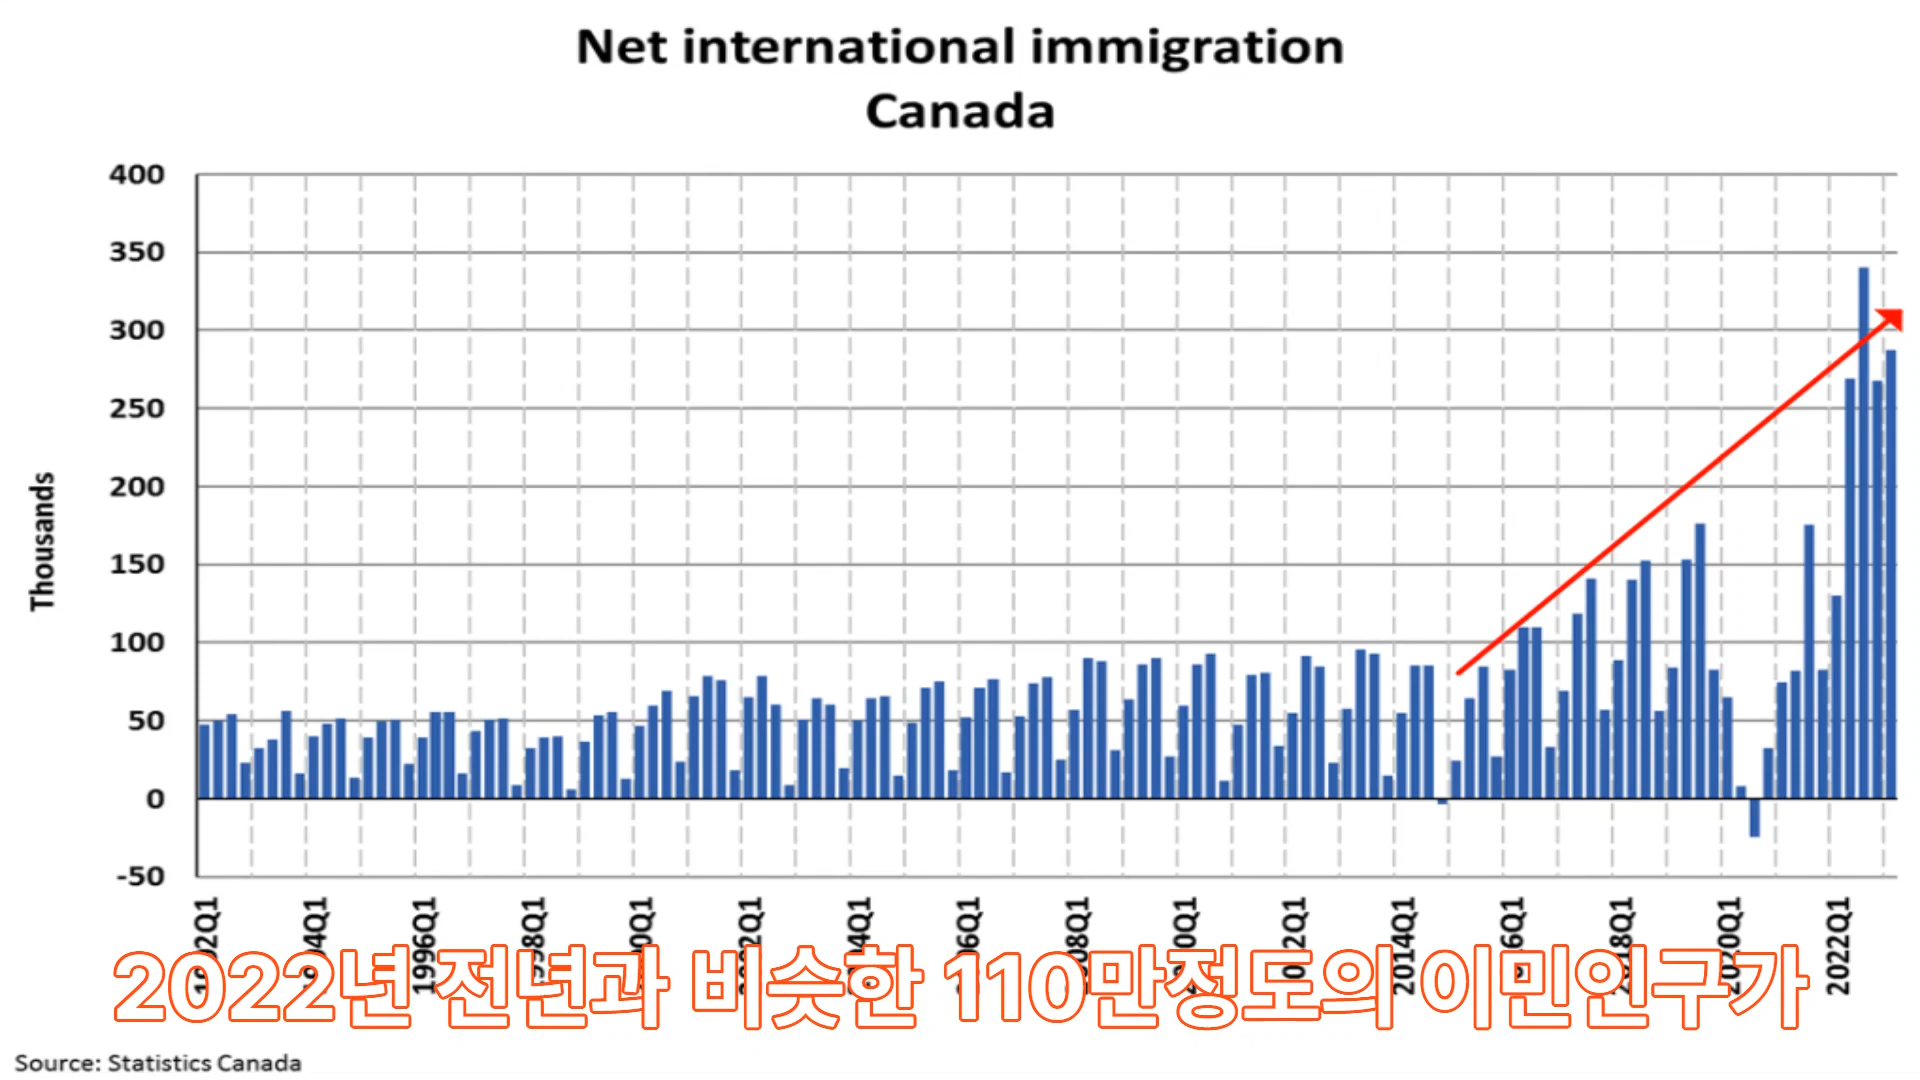 Net international immigration
Canada
400
350
300
250
200
150
100
50
0
-50
Thousands
1996Q1
2014Q1
2020Q1
2022Q1
2022년 전년과 비슷한 110만정도의 이민인구가
Source: Statistics Canada